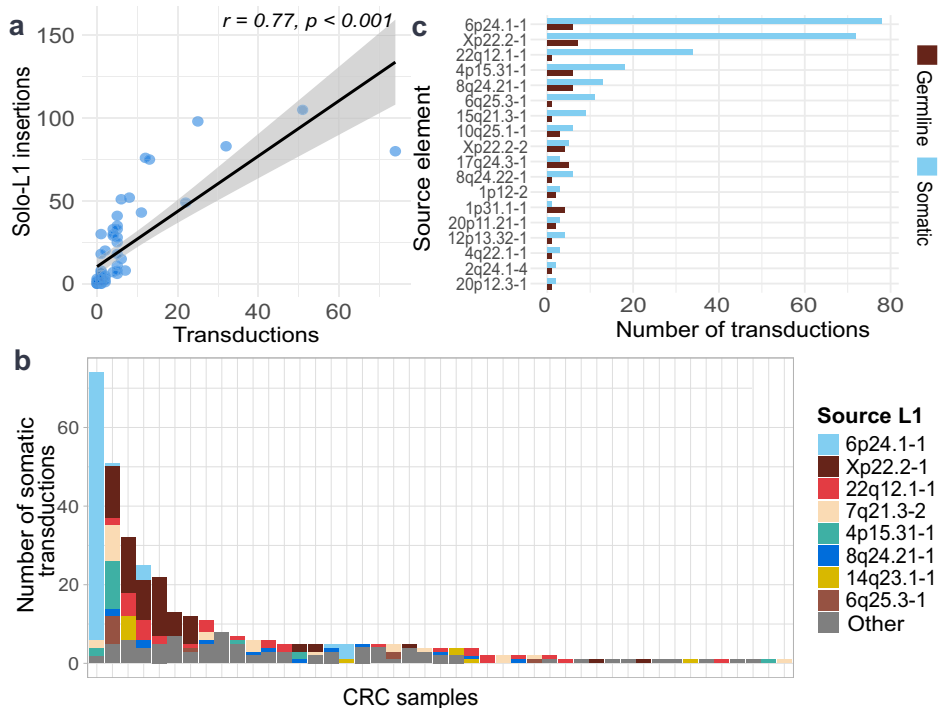 a
r = 0.77, p < 0.001
Solo-L1 insertions
150
100
50
0
0
20
40
60
Transductions
c
Source element
6p24.1-1
Xp22.2-1
22q12.1-1
4p15.31-1
8q24.21-1
6q25.3-1
15q21.3-1
10q25.1-1
Xp22.2-2
17q24.3-1
8q24.22-1
1p12-2
1p31.1-1
20p11.21-1
12p13.32-1
4q22.1-1
2q24.1-4
20p12.3-1
0
20
40
60
80
Number of transductions
Germline
Somatic
b
Number of somatic
transductions
60
40
20
0
CRC samples
Source L1
6p24.1-1
Xp22.2-1
22q12.1-1
7q21.3-2
4p15.31-1
8q24.21-1
14q23.1-1
6q25.3-1
Other